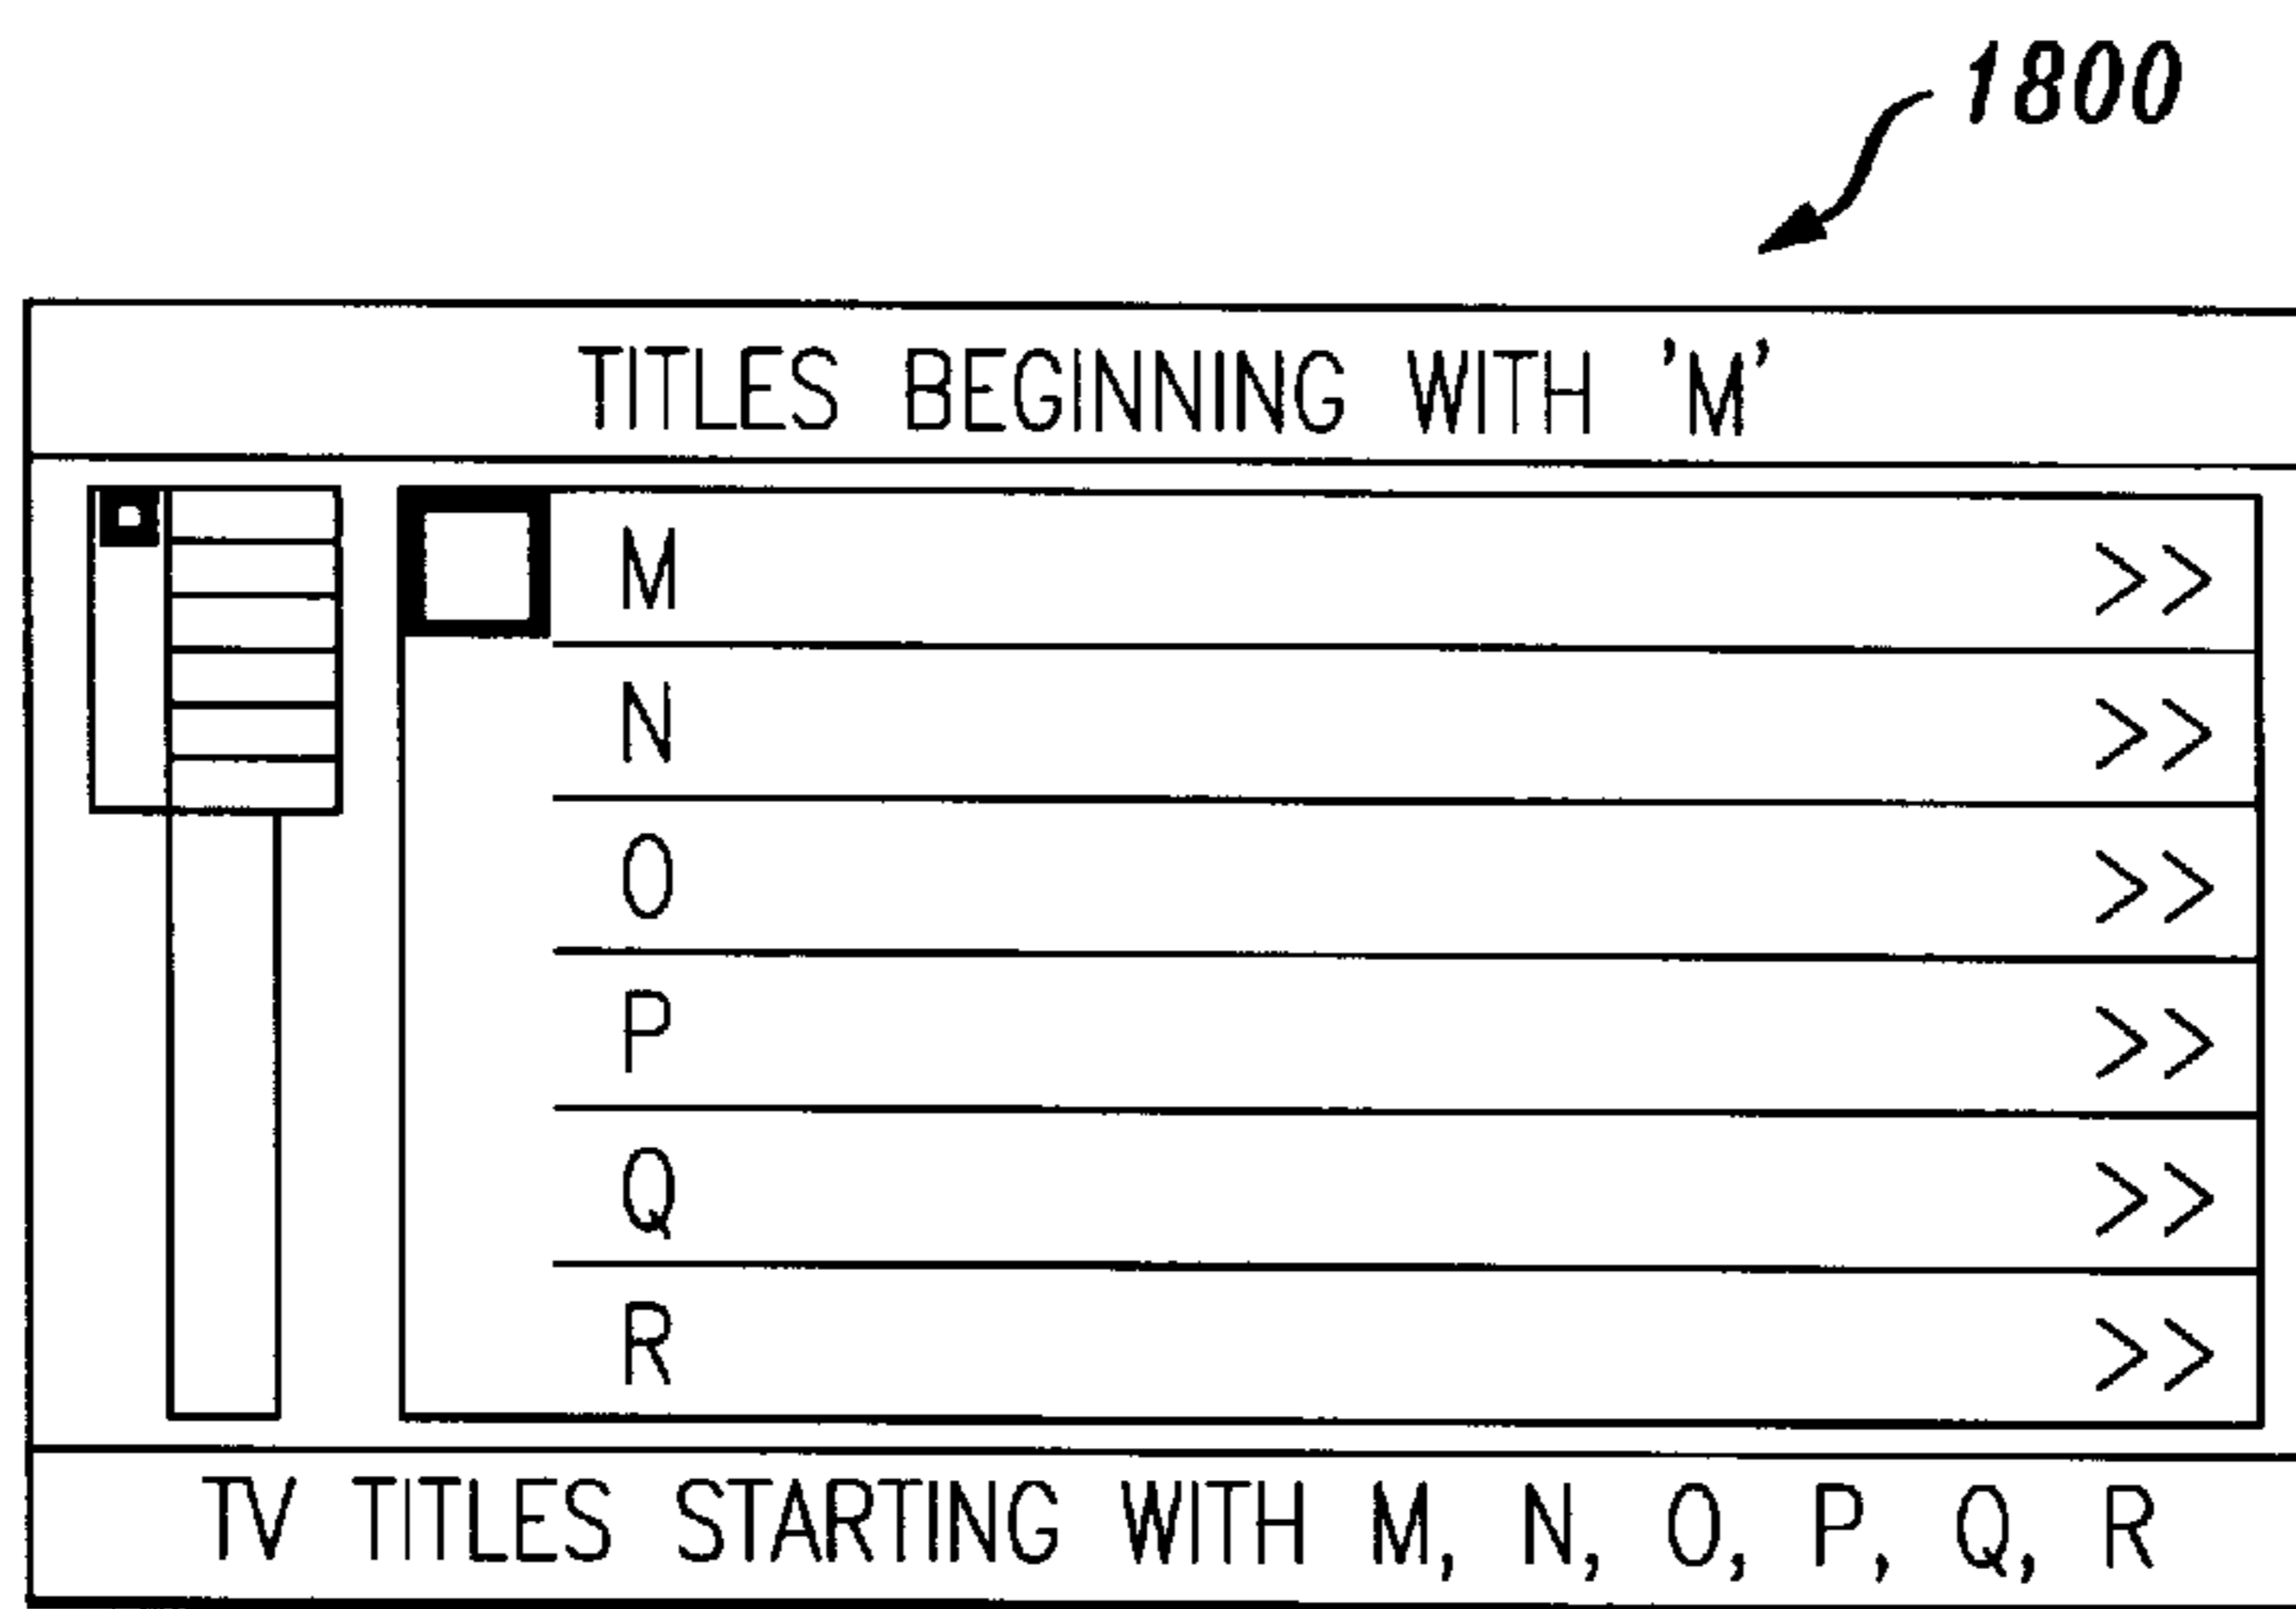 1800
TITLES BEGINNING WITH 'M'
M >>
N >>
O >>
P >>
Q >>
R >>
TV TITLES STARTING WITH M, N, O, P, Q, R